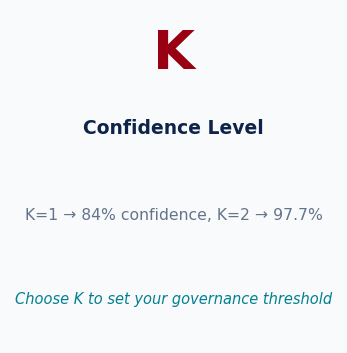 K
Confidence Level
K=1 → 84% confidence, K=2 → 97.7%
Choose K to set your governance threshold